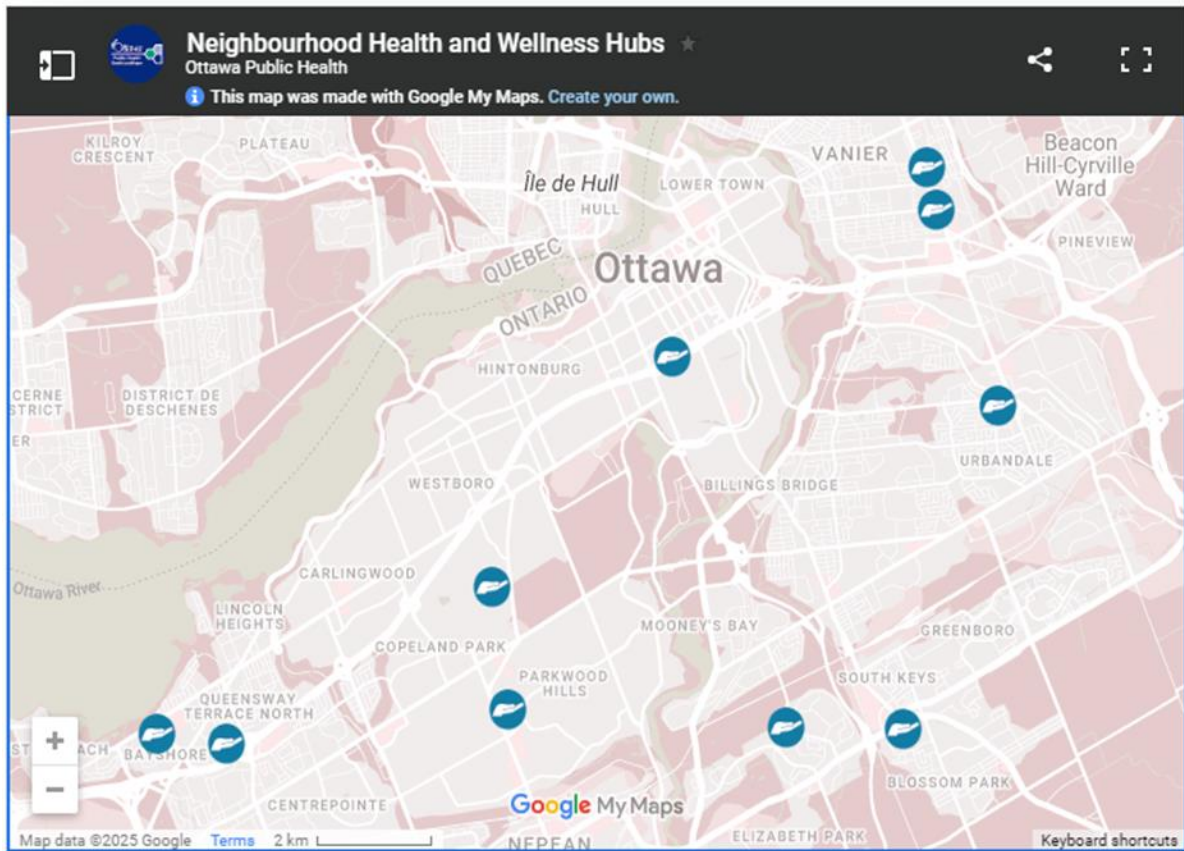 Neighbourhood Health and Wellness Hubs
Ottawa Public Health
This map was made with Google My Maps. Create your own.
KILROY
CRESCENT
PLATEAU
Île de Hull
HULL
LOWER TOWN
VANIER
Beacon
Hill-Cyrville
Ward
PINEVIEW
QUEBEC
ONTARIO
Ottawa
HINTONBURG
CERNE
STRICT
DISTRICT DE
DESCHENES
ER
URBANDALE
WESTBORO
BILLINGS BRIDGE
Ottawa River
CARLINGWOOD
LINCOLN
HEIGHTS
COPELAND PARK
MOONEY'S BAY
GREENBORO
PARKWOOD
HILLS
SOUTH KEYS
QUEENSWAY
TERRACE NORTH
ACH
BAYSHORE
BLOSSOM PARK
CENTREPOINTE
Google My Maps
NEPEAN
ELIZABETH PARK
Map data ©2025 Google
Terms
2 km
Keyboard shortcuts